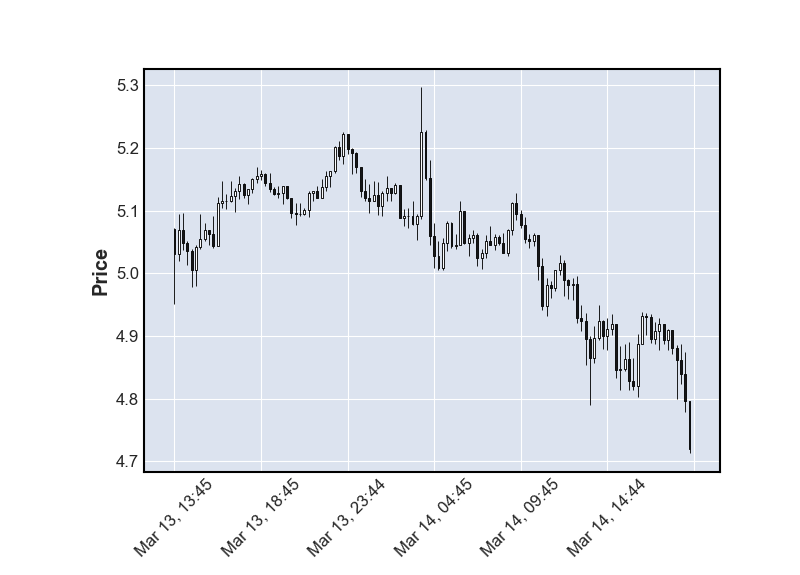 5.3
5.2
5.1
5.0
4.9
4.8
4.7
Price
Mar 13, 13:45
Mar 13, 18:45
Mar 13, 23:44
Mar 14, 04:45
Mar 14, 09:45
Mar 14, 14:44